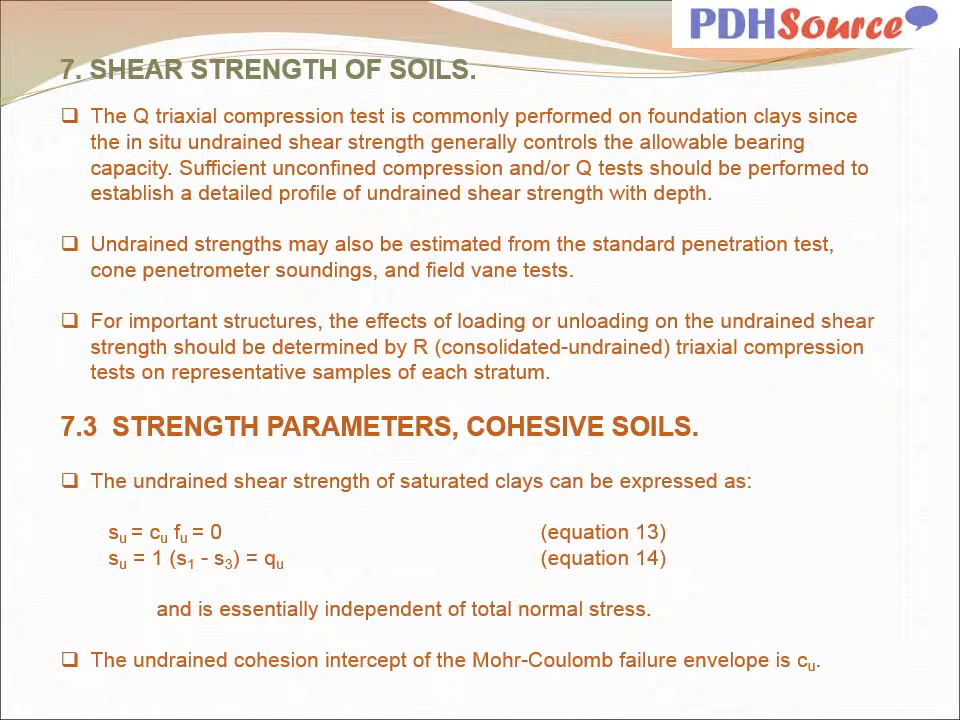 PDHSource
7. SHEAR STRENGTH OF SOILS.
❑ The Q triaxial compression test is commonly performed on foundation clays since
the in situ undrained shear strength generally controls the allowable bearing
capacity. Sufficient unconfined compression and/or Q tests should be performed to
establish a detailed profile of undrained shear strength with depth.
❑ Undrained strengths may also be estimated from the standard penetration test,
cone penetrometer soundings, and field vane tests.
❑ For important structures, the effects of loading or unloading on the undrained shear
strength should be determined by R (consolidated-undrained) triaxial compression
tests on representative samples of each stratum.
7.3 STRENGTH PARAMETERS, COHESIVE SOILS.
❑ The undrained shear strength of saturated clays can be expressed as:
sᵤ = cᵤ fᵤ = 0 (equation 13)
sᵤ = 1 (s₁ - s₃) = qᵤ (equation 14)
and is essentially independent of total normal stress.
❑ The undrained cohesion intercept of the Mohr-Coulomb failure envelope is cᵤ.